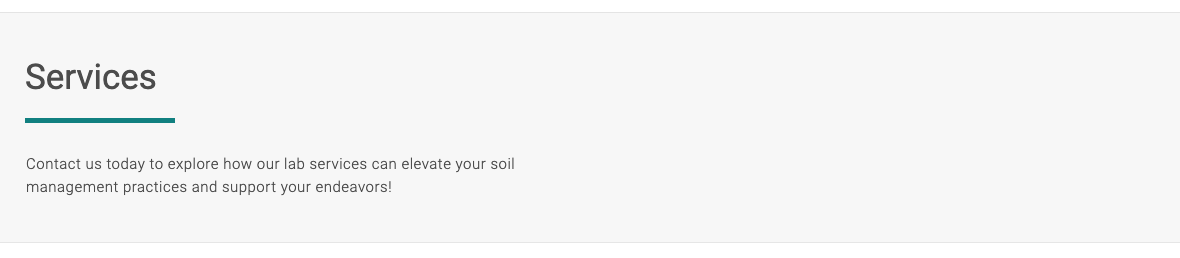 Services
Contact us today to explore how our lab services can elevate your soil
management practices and support your endeavors!